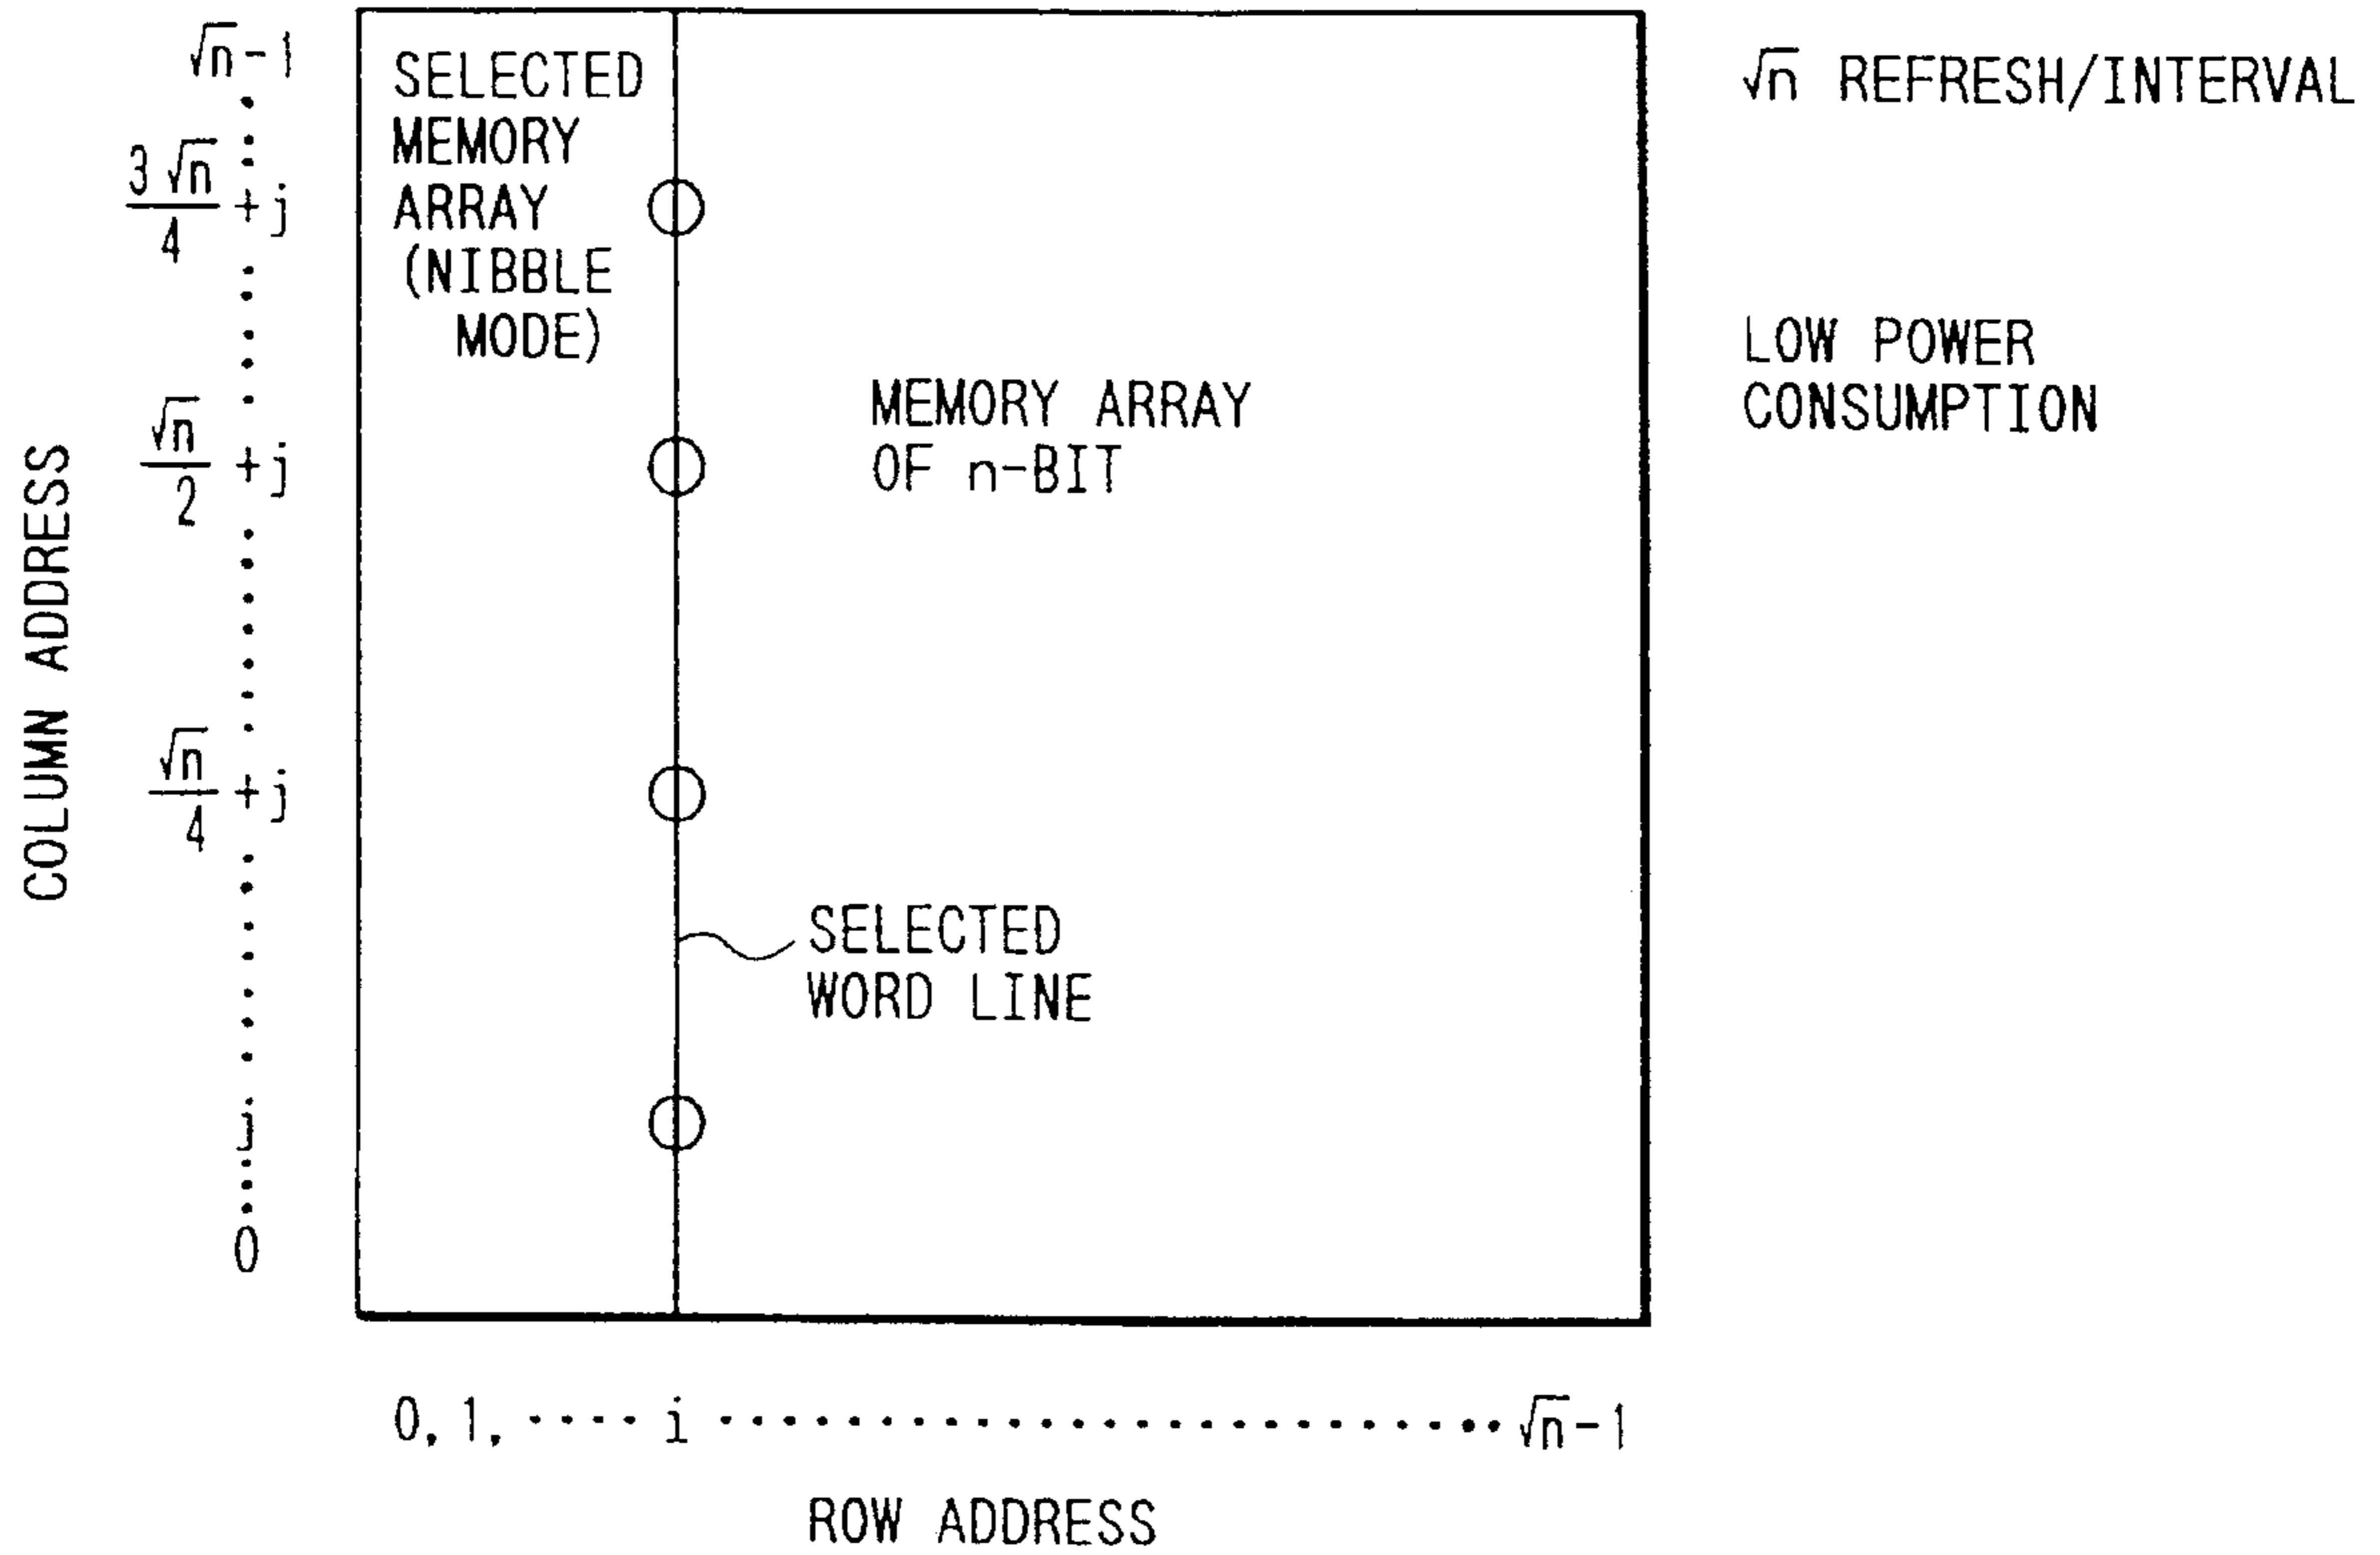 √n-1
3√n/4 +j
√n/2 +j
√n/4 +j
j
0
COLUMN ADDRESS
SELECTED
MEMORY
ARRAY
(NIBBLE
MODE)
MEMORY ARRAY
OF n-BIT
SELECTED
WORD LINE
√n REFRESH/INTERVAL
LOW POWER
CONSUMPTION
0, 1, ···· i ························ √n-1
ROW ADDRESS